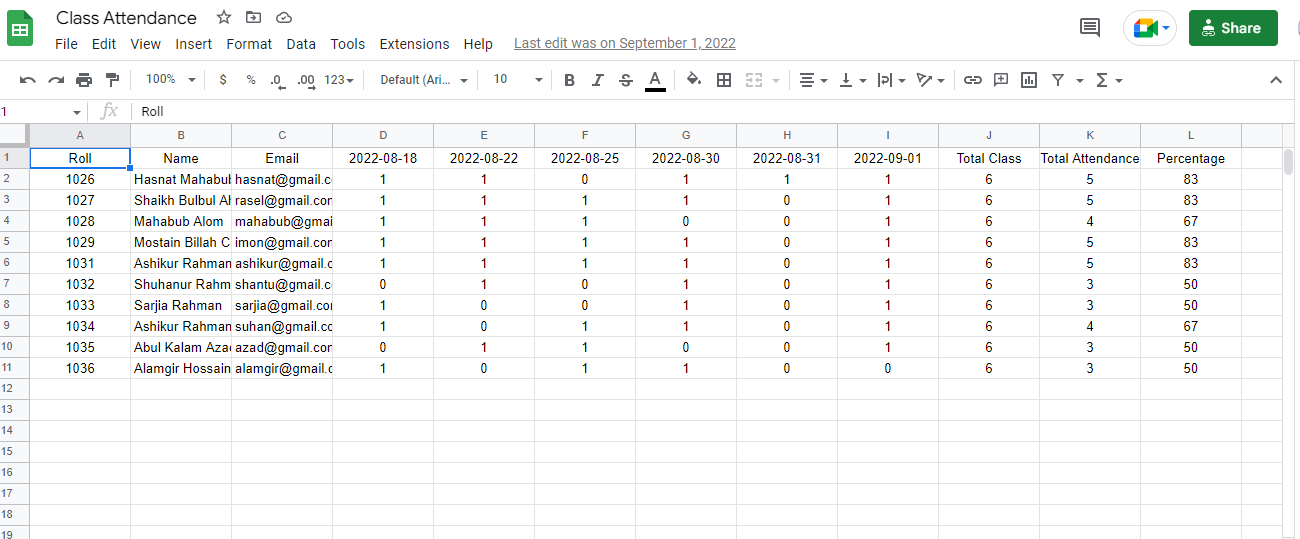 Class Attendance
File Edit View Insert Format Data Tools Extensions Help Last edit was on September 1, 2022
Share
100% $ % .0 .00 123 Default (Ari... 10 B I S A
1 fx Roll
A B C D E F G H I J K L
1 Roll Name Email 2022-08-18 2022-08-22 2022-08-25 2022-08-30 2022-08-31 2022-09-01 Total Class Total Attendance Percentage
2 1026 Hasnat Mahabub hasnat@gmail.c 1 1 0 1 1 1 6 5 83
3 1027 Shaikh Bulbul Al rasel@gmail.com 1 1 1 1 0 1 6 5 83
4 1028 Mahabub Alom mahabub@gmai 1 1 1 0 0 1 6 4 67
5 1029 Mostain Billah C imon@gmail.com 1 1 1 1 0 1 6 5 83
6 1031 Ashikur Rahman ashikur@gmail.c 1 1 1 1 0 1 6 5 83
7 1032 Shuhanur Rahm shantu@gmail.c 0 1 0 1 0 1 6 3 50
8 1033 Sarjia Rahman sarjia@gmail.co 1 0 0 1 0 1 6 3 50
9 1034 Ashikur Rahman suhan@gmail.cc 1 0 1 1 0 1 6 4 67
10 1035 Abul Kalam Aza azad@gmail.com 0 1 1 0 0 1 6 3 50
11 1036 Alamgir Hossain alamgir@gmail.c 1 0 1 1 0 0 6 3 50
12
13
14
15
16
17
18
19